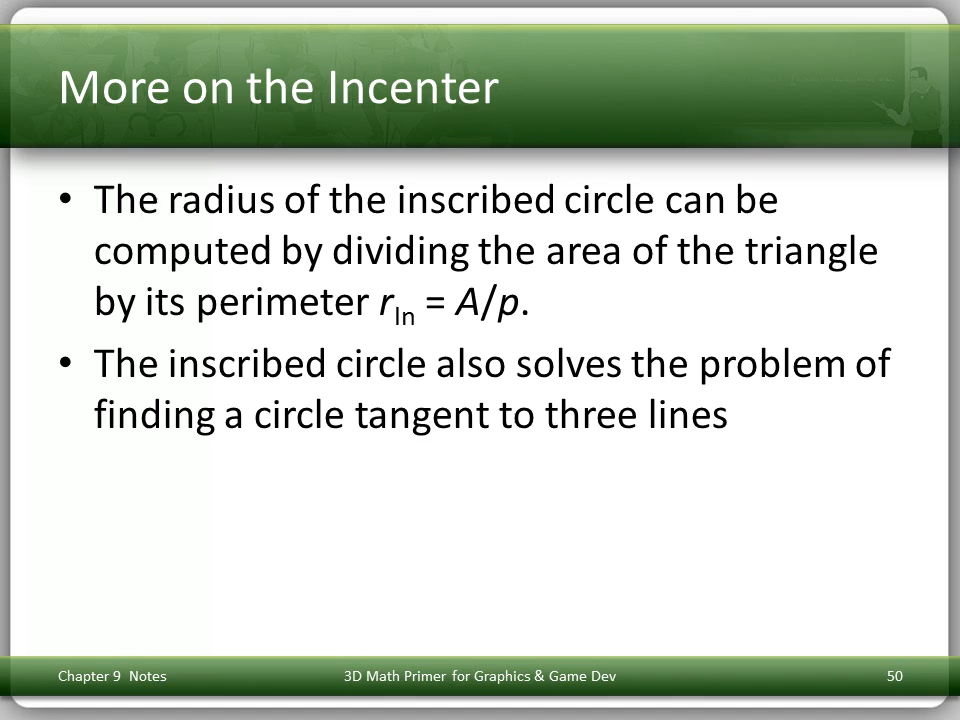 More on the Incenter
• The radius of the inscribed circle can be
computed by dividing the area of the triangle
by its perimeter rIn = A/p.
• The inscribed circle also solves the problem of
finding a circle tangent to three lines
Chapter 9 Notes 3D Math Primer for Graphics & Game Dev 50